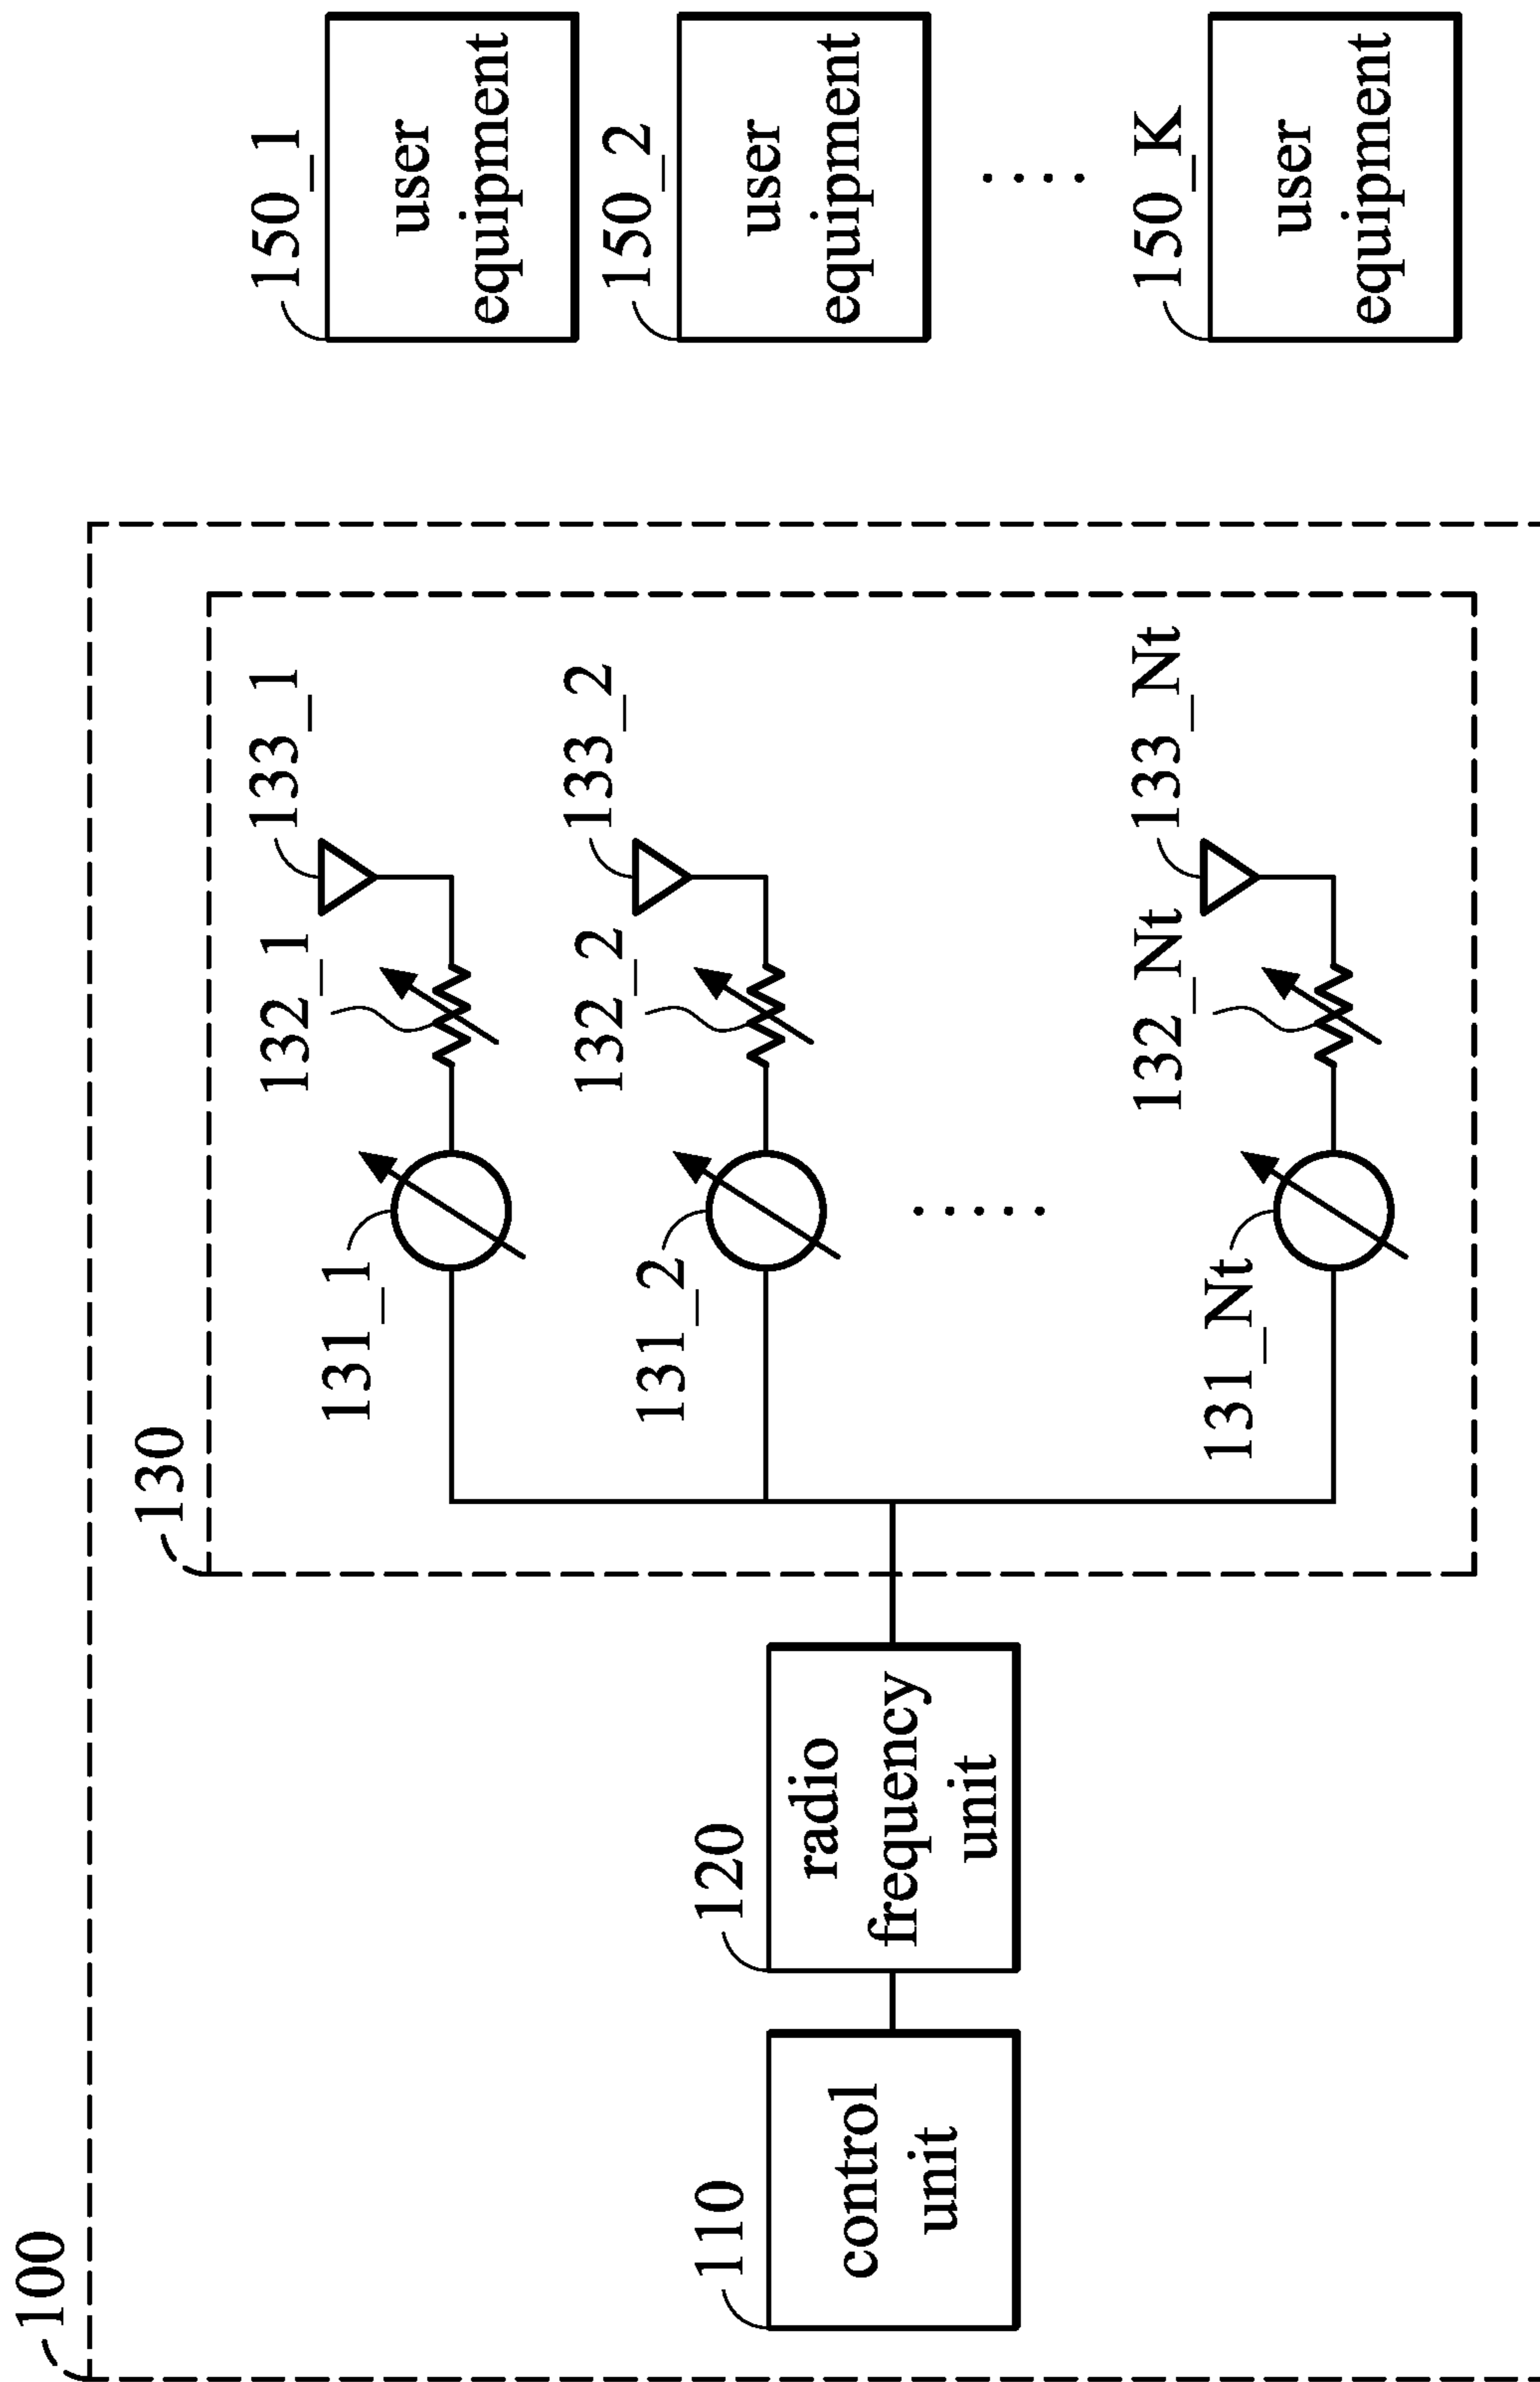 100
130
110
control
unit
120
radio
frequency
unit
131_1
132_1
133_1
131_2
132_2
133_2
.....
131_Nt
132_Nt
133_Nt
150_1
user
equipment
150_2
user
equipment
....
150_K
user
equipment